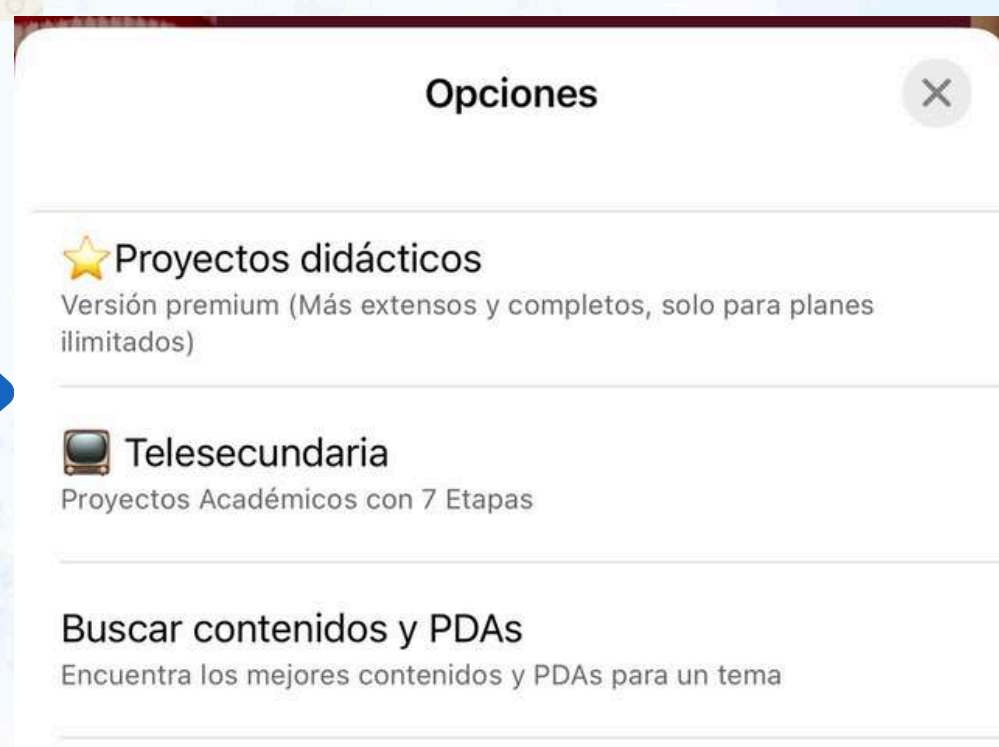 Opciones
⭐Proyectos didácticos
Versión premium (Más extensos y completos, solo para planes
ilimitados)
📺 Telesecundaria
Proyectos Académicos con 7 Etapas
Buscar contenidos y PDAs
Encuentra los mejores contenidos y PDAs para un tema